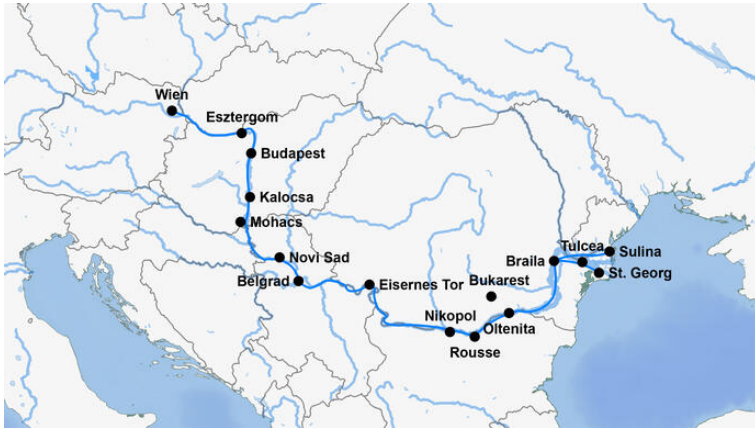 Wien
Esztergom
Budapest
Kalocsa
Mohacs
Novi Sad
Belgrad
Eisernes Tor
Nikopol
Rousse
Oltenita
Bukarest
Braila
Tulcea
Sulina
St. Georg